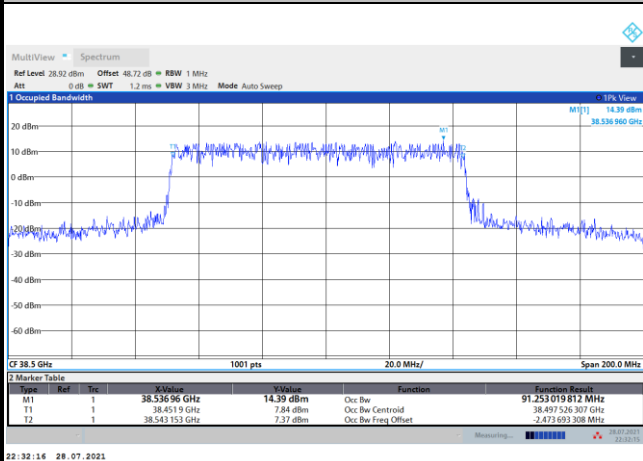 MultiView Spectrum
Ref Level 28.92 dBm Offset 48.72 dB RBW 1 MHz
Att 0 dB SWT 1.2 ms VBW 3 MHz Mode Auto Sweep
1 Occupied Bandwidth 1Pk View
M1[1] 14.39 dBm
38.536 960 GHz
20 dBm
M1
T1
T2
10 dBm
0 dBm
-10 dBm
-20 dBm
-30 dBm
-40 dBm
-50 dBm
-60 dBm
CF 38.5 GHz 1001 pts 20.0 MHz/ Span 200.0 MHz
2 Marker Table
Type Ref Trc X-Value Y-Value Function Function Result
M1 1 38.536 96 GHz 14.39 dBm Occ Bw 91.253 019 812 MHz
T1 1 38.451 9 GHz 7.84 dBm Occ Bw Centroid 38.497 526 307 GHz
T2 1 38.543 153 GHz 7.37 dBm Occ Bw Freq Offset -2.473 693 308 MHz
Measuring... 28.07.2021
22:32:15
22:32:16 28.07.2021